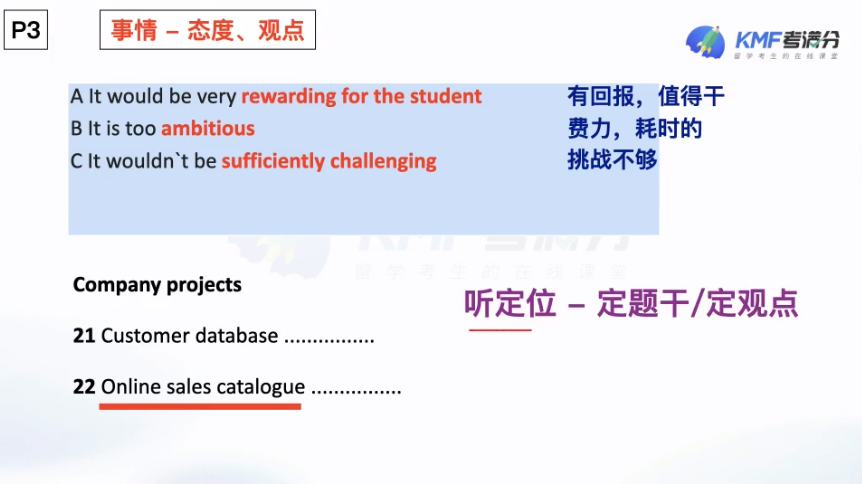 P3
事情 – 态度、观点
KMF考满分
留学考生的在线课堂
A It would be very rewarding for the student 有回报，值得干
B It is too ambitious 费力，耗时的
C It wouldn`t be sufficiently challenging 挑战不够
KMF考满分
留学考生的在线课堂
Company projects
听定位 – 定题干/定观点
21 Customer database ................
22 Online sales catalogue ................